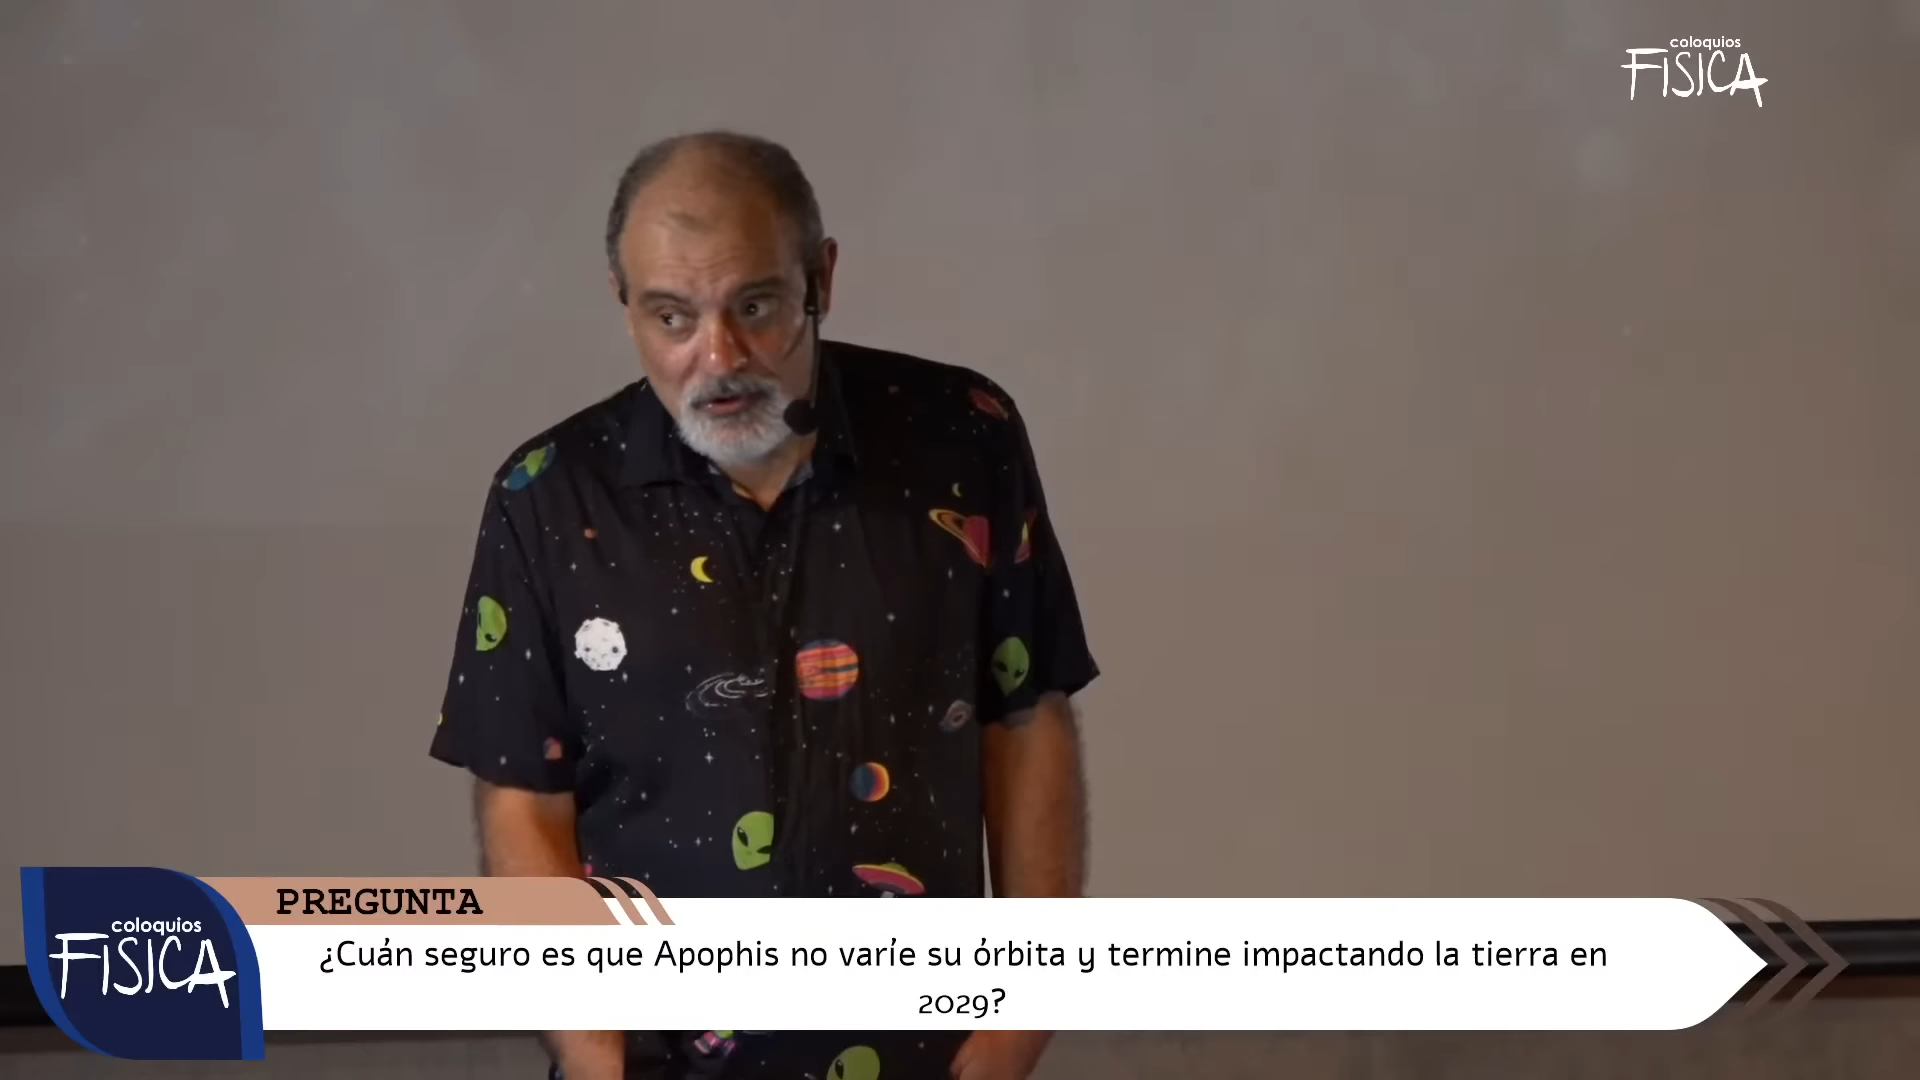 coloquios
FISICA
PREGUNTA
coloquios
FISICA
¿Cuán seguro es que Apophis no varíe su órbita y termine impactando la tierra en
2029?